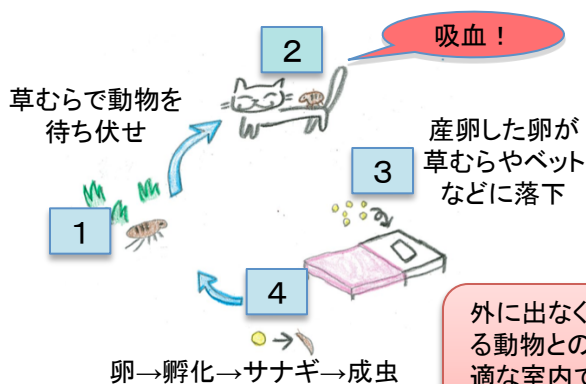 2
吸血！
草むらで動物を
待ち伏せ
産卵した卵が
草むらやベット
などに落下
3
1
4
卵→孵化→サナギ→成虫
外に出なく
る動物との
適な室内で